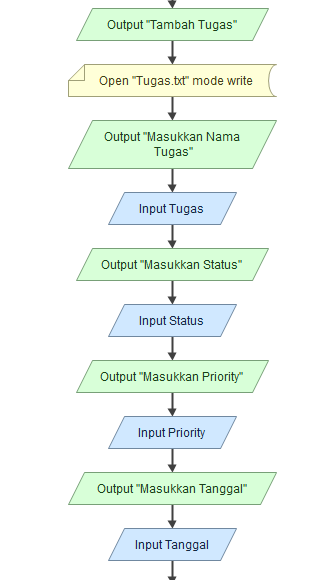 Output "Tambah Tugas"
Open "Tugas.txt" mode write
Output "Masukkan Nama
Tugas"
Input Tugas
Output "Masukkan Status"
Input Status
Output "Masukkan Priority"
Input Priority
Output "Masukkan Tanggal"
Input Tanggal